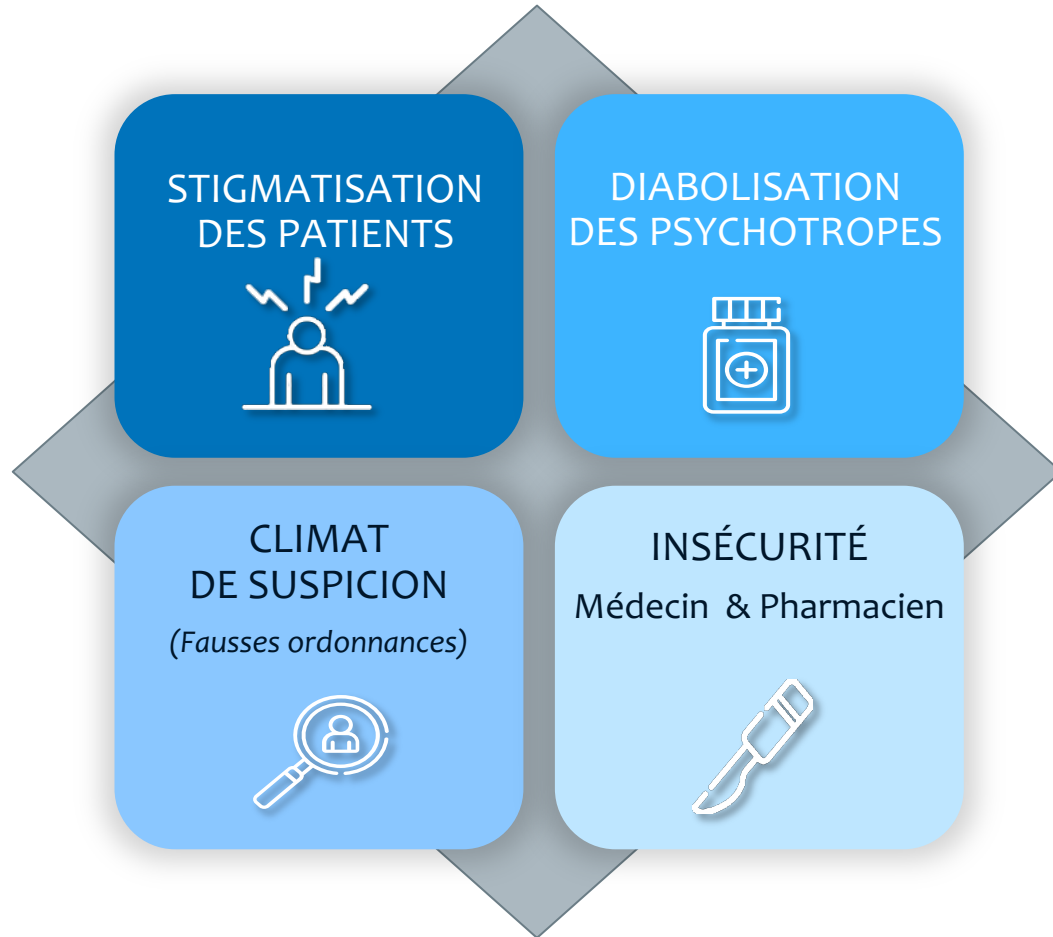 STIGMATISATION
DES PATIENTS
DIABOLISATION
DES PSYCHOTROPES
CLIMAT
DE SUSPICION
(Fausses ordonnances)
INSÉCURITÉ
Médecin & Pharmacien